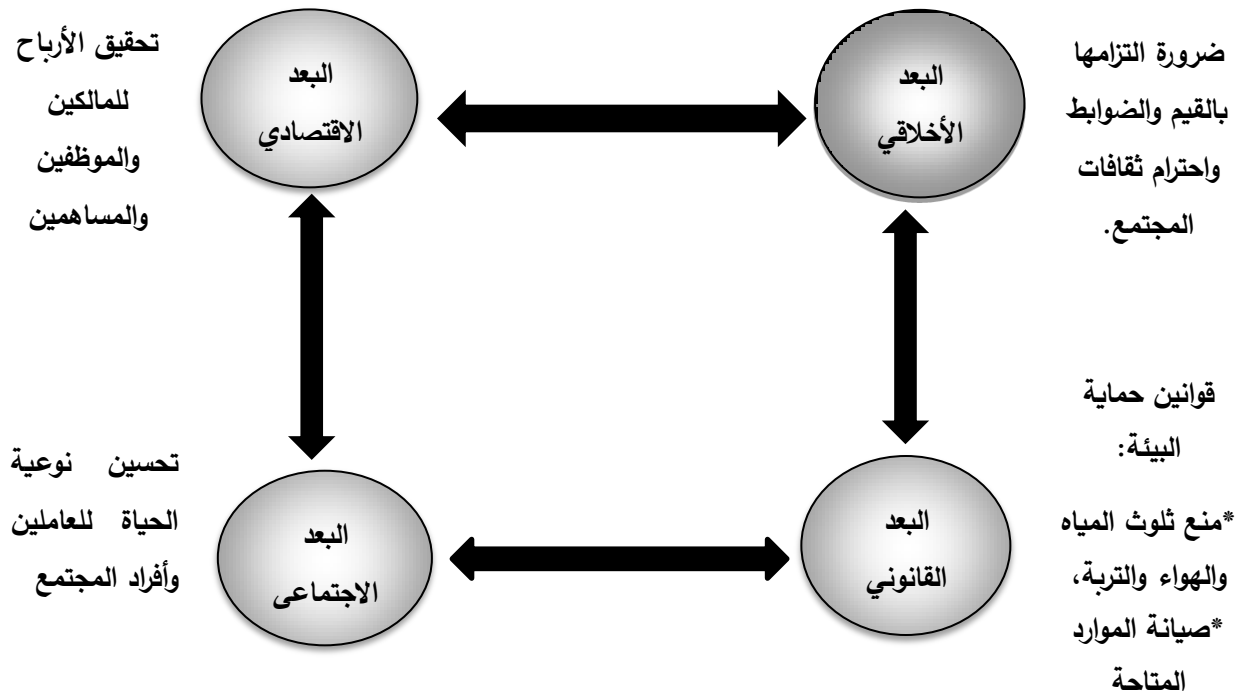 ضرورة التزامها
بالقيم والضوابط
واحترام ثقافات
المجتمع.
البعد
الأخلاقي
البعد
الاقتصادي
تحقيق الأرباح
للمالكين
والموظفين
والمساهمين
قوانين حماية
البيئة:
*منع ثلوث المياه
والهواء والتربة،
*صيانة الموارد
المتاحة
البعد
القانوني
البعد
الاجتماعى
تحسين نوعية
الحياة للعاملين
وأفراد المجتمع